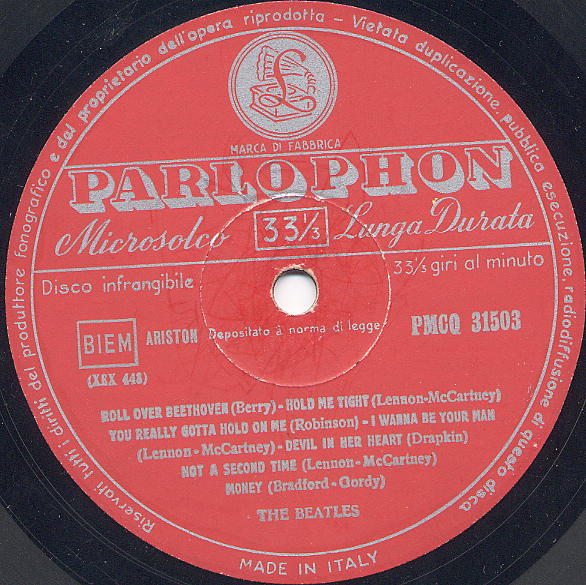 Riservati tutti i diritti del produttore fonografico e del proprietario dell'opera riprodotta - Vietata duplicazione, pubblica esecuzione, radiodiffusione di questo disco
MARCA DI FABBRICA
PARLOPHON
Microsolco 33⅓ Lunga Durata
Disco infrangibile 33⅓ giri al minuto
BIEM ARISTON Depositato à norma di legge PMCQ 31503
(XEX 448)
ROLL OVER BEETHOVEN (Berry) - HOLD ME TIGHT (Lennon-McCartney)
YOU REALLY GOTTA HOLD ON ME (Robinson) - I WANNA BE YOUR MAN
(Lennon - McCartney) - DEVIL IN HER HEART (Drapkin)
NOT A SECOND TIME (Lennon - McCartney)
MONEY (Bradford - Gordy)
THE BEATLES
MADE IN ITALY